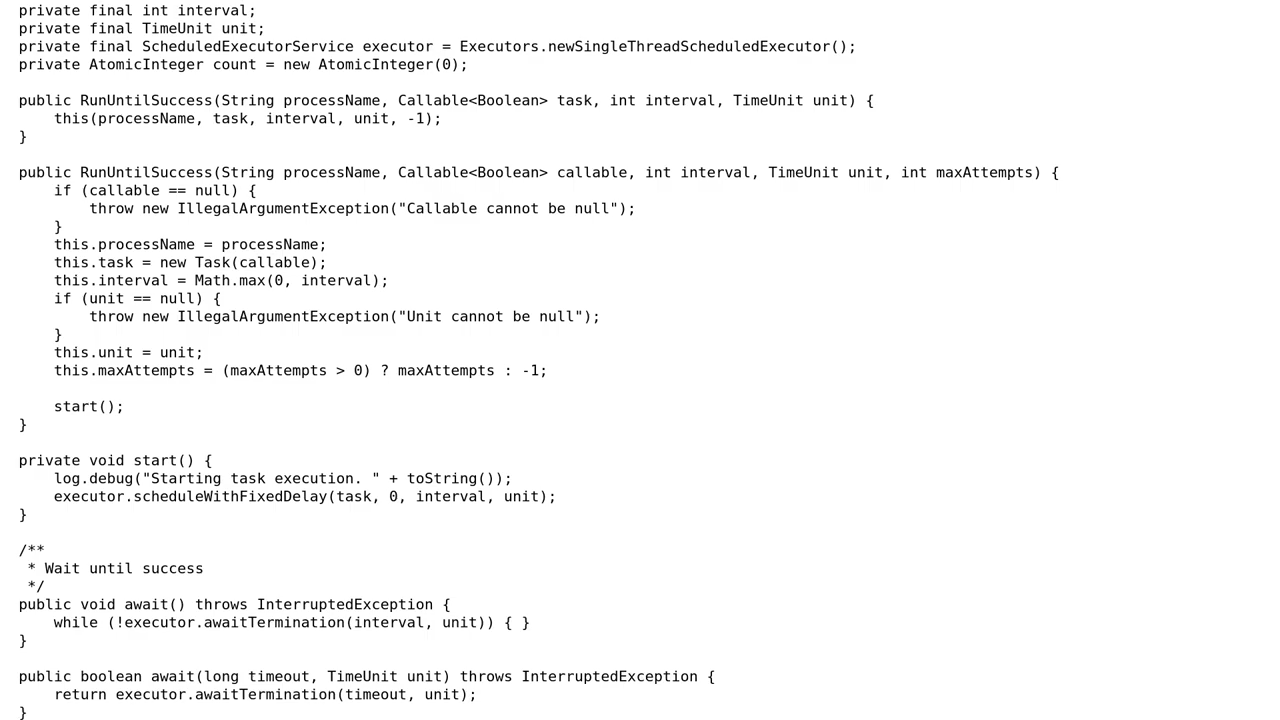 private final int interval;
private final TimeUnit unit;
private final ScheduledExecutorService executor = Executors.newSingleThreadScheduledExecutor();
private AtomicInteger count = new AtomicInteger(0);

public RunUntilSuccess(String processName, Callable<Boolean> task, int interval, TimeUnit unit) {
    this(processName, task, interval, unit, -1);
}

public RunUntilSuccess(String processName, Callable<Boolean> callable, int interval, TimeUnit unit, int maxAttempts) {
    if (callable == null) {
        throw new IllegalArgumentException("Callable cannot be null");
    }
    this.processName = processName;
    this.task = new Task(callable);
    this.interval = Math.max(0, interval);
    if (unit == null) {
        throw new IllegalArgumentException("Unit cannot be null");
    }
    this.unit = unit;
    this.maxAttempts = (maxAttempts > 0) ? maxAttempts : -1;

    start();
}

private void start() {
    log.debug("Starting task execution. " + toString());
    executor.scheduleWithFixedDelay(task, 0, interval, unit);
}

/**
 * Wait until success
 */
public void await() throws InterruptedException {
    while (!executor.awaitTermination(interval, unit)) { }
}

public boolean await(long timeout, TimeUnit unit) throws InterruptedException {
    return executor.awaitTermination(timeout, unit);
}